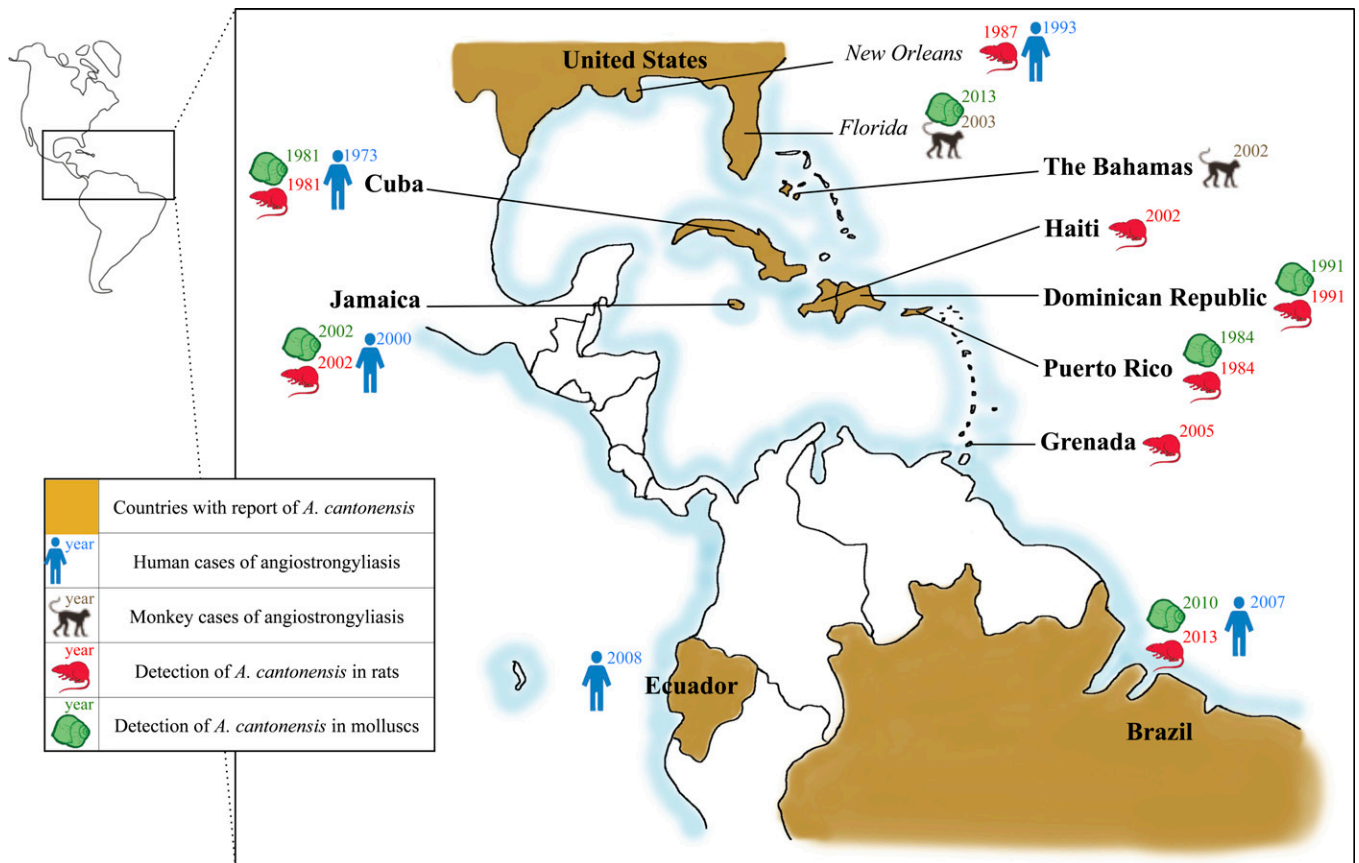 1987
1993
New Orleans
United States
2013
2003
Florida
1981
1973
1981
Cuba
The Bahamas
2002
Haiti
2002
Jamaica
Dominican Republic
1991
1991
2002
2000
2002
Puerto Rico
1984
1984
Grenada
2005
Countries with report of A. cantonensis
year
Human cases of angiostrongyliasis
year
Monkey cases of angiostrongyliasis
year
Detection of A. cantonensis in rats
year
Detection of A. cantonensis in molluscs
2008
Ecuador
2010
2007
2013
Brazil